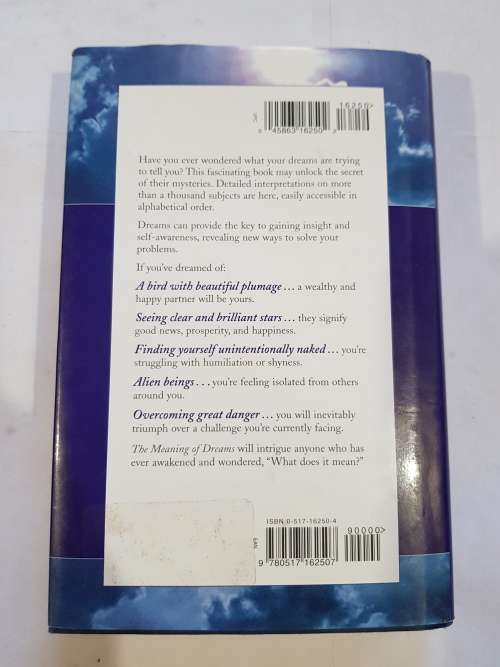 16250>
UPC
0 45863 16250 3
Have you ever wondered what your dreams are trying
to tell you? This fascinating book may unlock the secret
of their mysteries. Detailed interpretations on more
than a thousand subjects are here, easily accessible in
alphabetical order.
Dreams can provide the key to gaining insight and
self-awareness, revealing new ways to solve your
problems.
If you've dreamed of:
A bird with beautiful plumage . . . a wealthy and
happy partner will be yours.
Seeing clear and brilliant stars . . . they signify
good news, prosperity, and happiness.
Finding yourself unintentionally naked . . . you're
struggling with humiliation or shyness.
Alien beings . . . you're feeling isolated from others
around you.
Overcoming great danger . . . you will inevitably
triumph over a challenge you're currently facing.
The Meaning of Dreams will intrigue anyone who has
ever awakened and wondered, "What does it mean?"
ISBN 0-517-16250-4
90000>
EAN
9 780517 162507